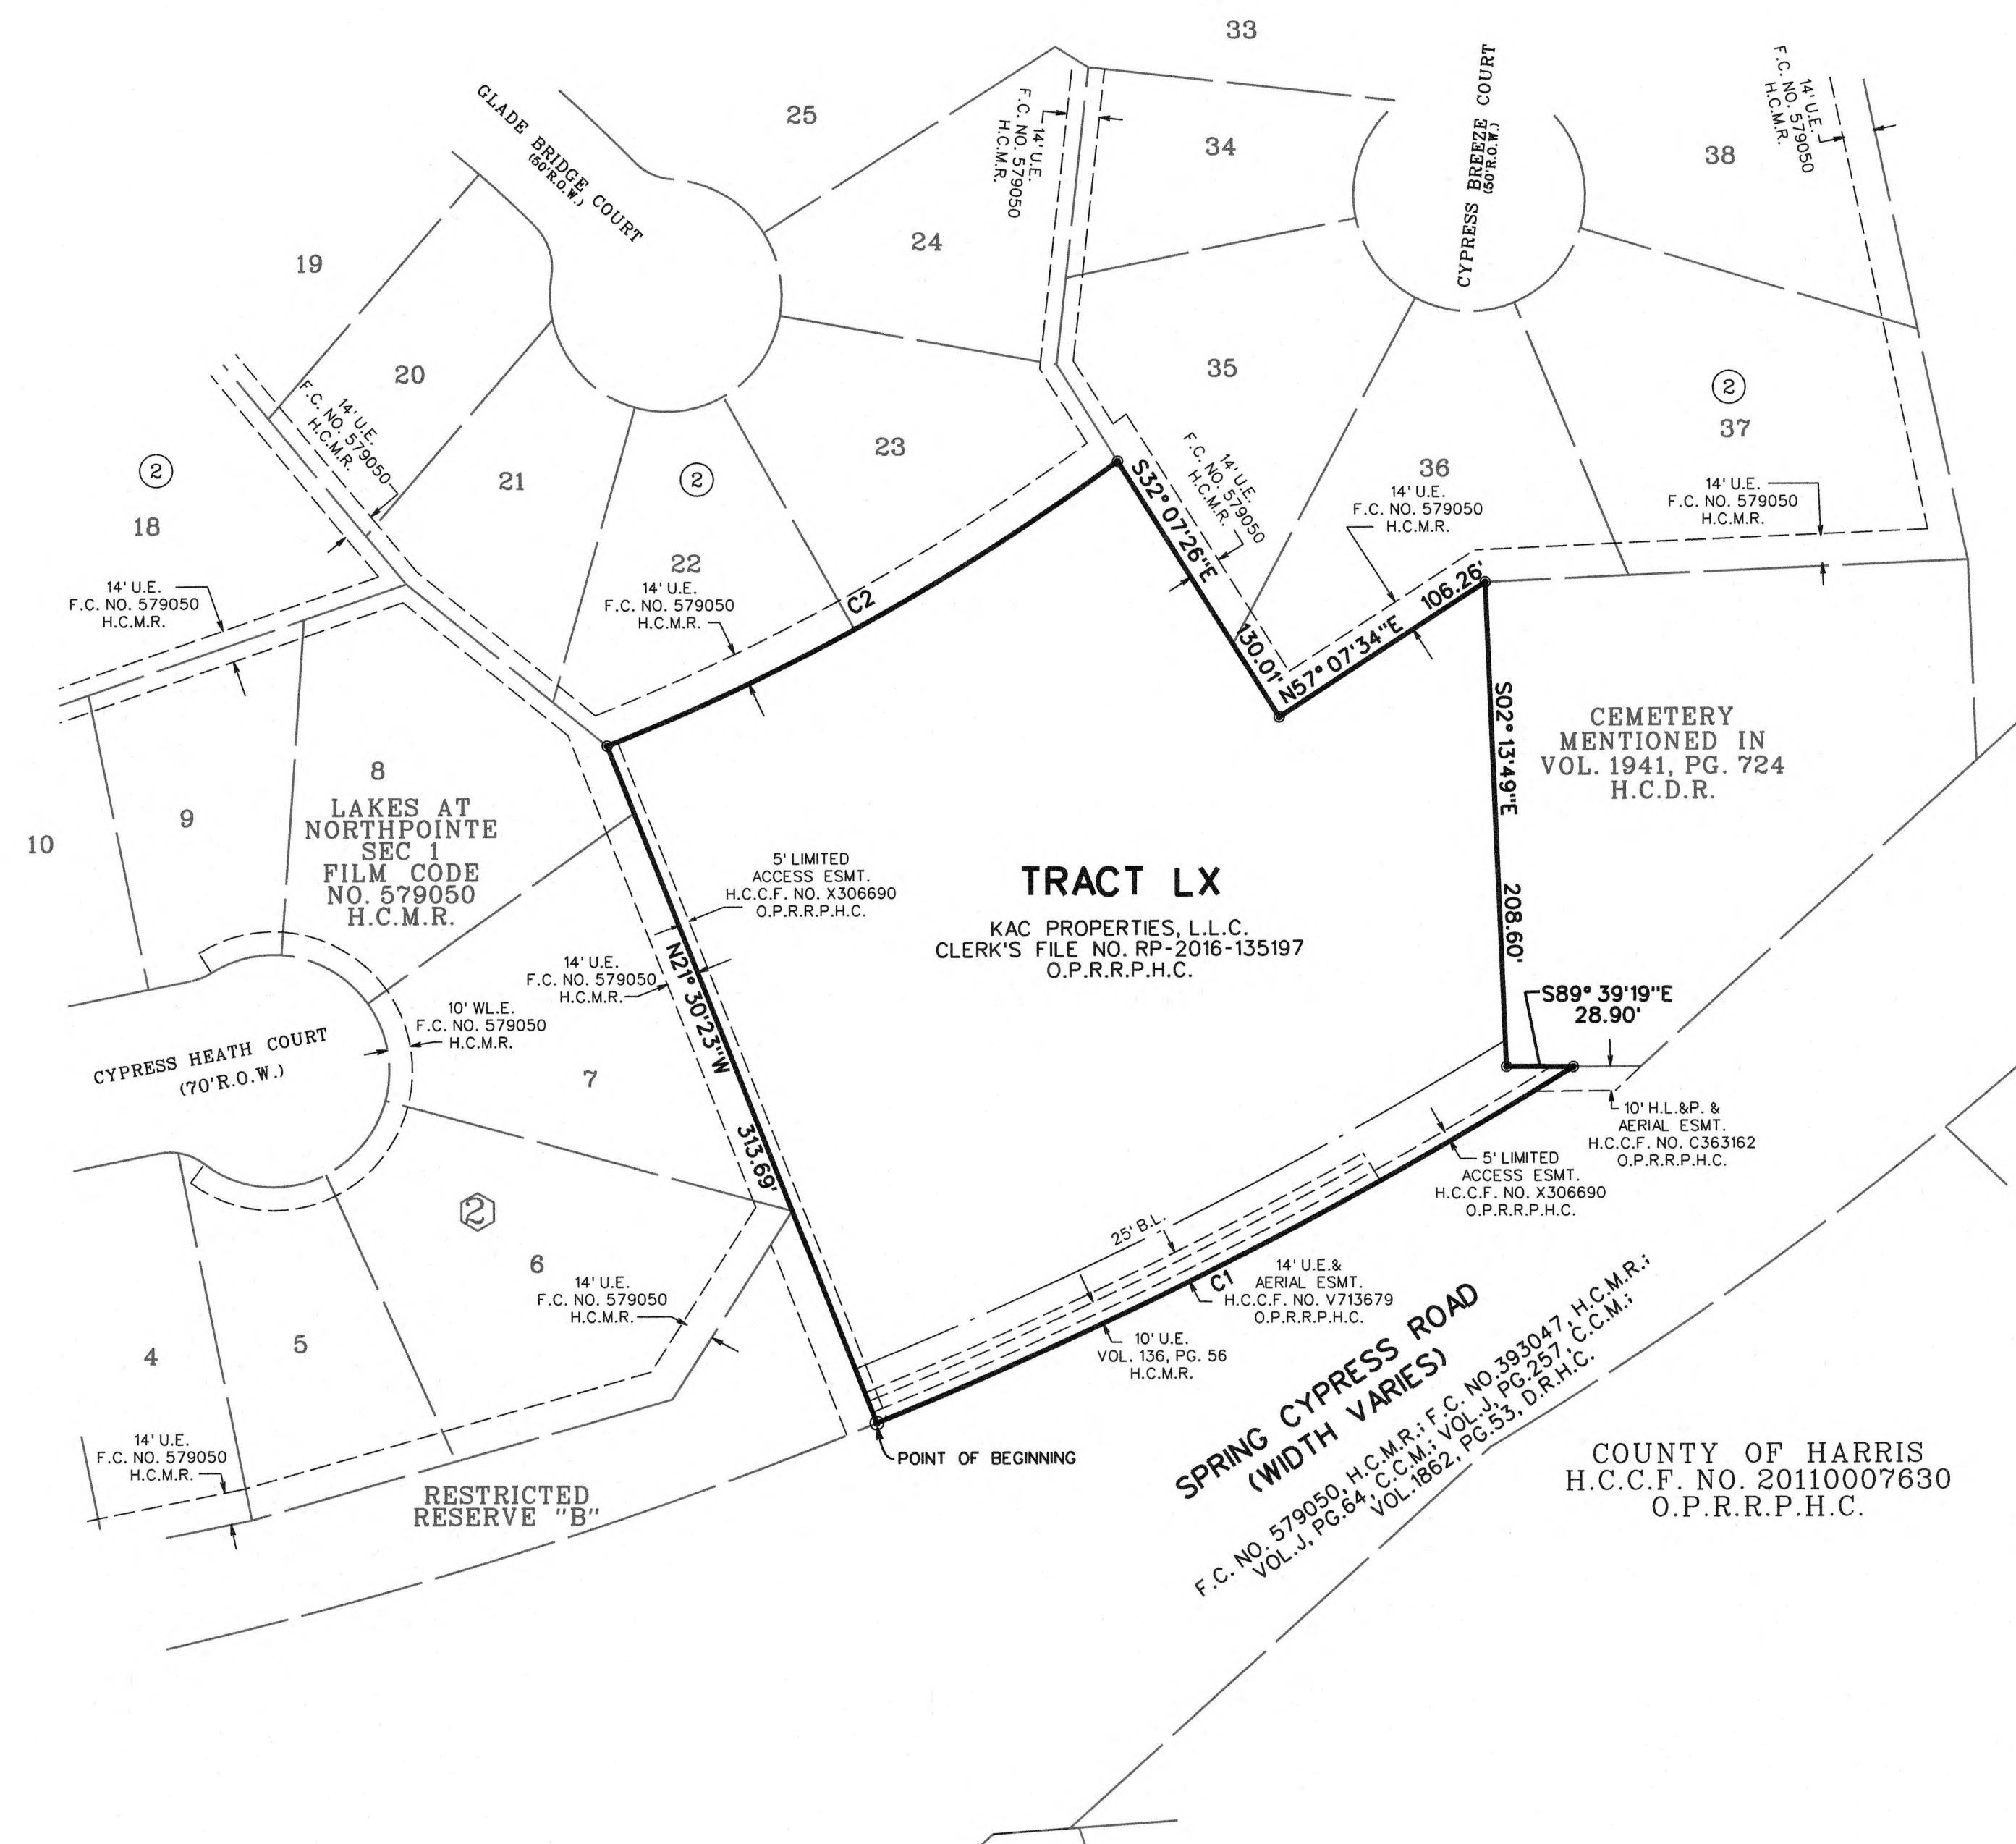 33
25
GLADE BRIDGE COURT
(50'R.O.W.)
14' U.E.
F.C. NO. 579050
H.C.M.R.
34
CYPRESS BREEZE COURT
(50'R.O.W.)
38
14' U.E.
F.C. NO. 579050
H.C.M.R.
24
19
20
14' U.E.
F.C. NO. 579050
H.C.M.R.
35
2
37
23
2
18
21
2
22
14' U.E.
F.C. NO. 579050
H.C.M.R.
36
14' U.E.
F.C. NO. 579050
H.C.M.R.
14' U.E.
F.C. NO. 579050
H.C.M.R.
14' U.E.
F.C. NO. 579050
H.C.M.R.
14' U.E.
F.C. NO. 579050
H.C.M.R.
C2
S32° 07'26"E
130.01'
N57° 07'34"E
106.26'
S02° 13'49"E
208.60'
CEMETERY
MENTIONED IN
VOL. 1941, PG. 724
H.C.D.R.
8
9
10
LAKES AT
NORTHPOINTE
SEC 1
FILM CODE
NO. 579050
H.C.M.R.
5' LIMITED
ACCESS ESMT.
H.C.C.F. NO. X306690
O.P.R.R.P.H.C.
TRACT LX
KAC PROPERTIES, L.L.C.
CLERK'S FILE NO. RP-2016-135197
O.P.R.R.P.H.C.
14' U.E.
F.C. NO. 579050
H.C.M.R.
N21° 30'23"W
313.69'
S89° 39'19"E
28.90'
10' WL.E.
F.C. NO. 579050
H.C.M.R.
CYPRESS HEATH COURT
(70'R.O.W.)
7
10' H.L.&P. &
AERIAL ESMT.
H.C.C.F. NO. C363162
O.P.R.R.P.H.C.
5' LIMITED
ACCESS ESMT.
H.C.C.F. NO. X306690
O.P.R.R.P.H.C.
2
6
14' U.E.
F.C. NO. 579050
H.C.M.R.
25' B.L.
C1
14' U.E.&
AERIAL ESMT.
H.C.C.F. NO. V713679
O.P.R.R.P.H.C.
10' U.E.
VOL. 136, PG. 56
H.C.M.R.
5
4
14' U.E.
F.C. NO. 579050
H.C.M.R.
POINT OF BEGINNING
RESTRICTED
RESERVE "B"
SPRING CYPRESS ROAD
(WIDTH VARIES)
F.C. NO. 579050, H.C.M.R.; F.C. NO.393047, H.C.M.R.;
VOL.J, PG.64, C.C.M.; VOL.J, PG.257, C.C.M.;
VOL.1862, PG.53, D.R.H.C.
COUNTY OF HARRIS
H.C.C.F. NO. 20110007630
O.P.R.R.P.H.C.